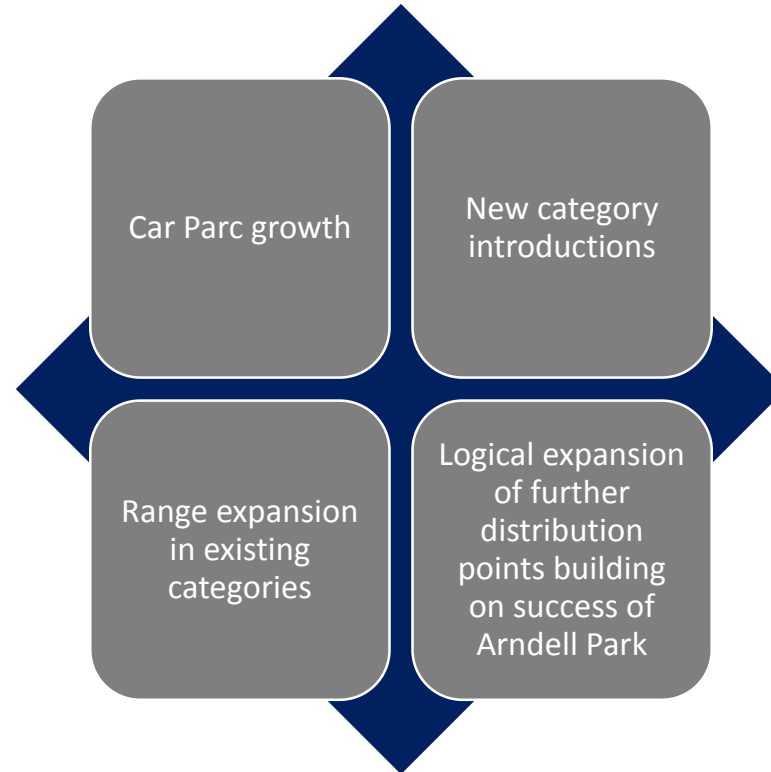 Car Parc growth
New category
introductions
Range expansion
in existing
categories
Logical expansion
of further
distribution
points building
on success of
Arndell Park